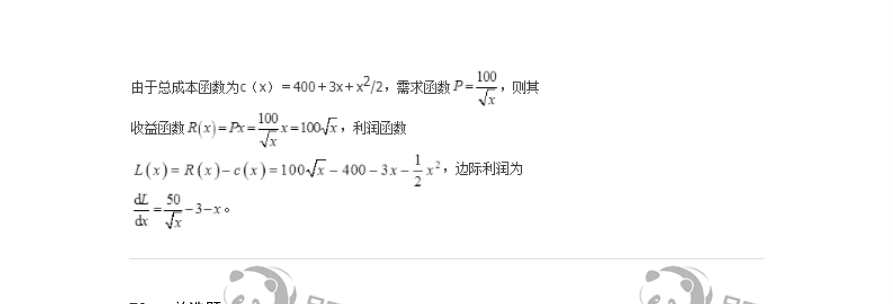 由于总成本函数为c（x）=400+3x+x²/2，需求函数P=100/√x，则其
收益函数R(x)=Px=100/√x x=100√x，利润函数
L(x)=R(x)-c(x)=100√x-400-3x-1/2 x²，边际利润为
dL/dx=50/√x-3-x。